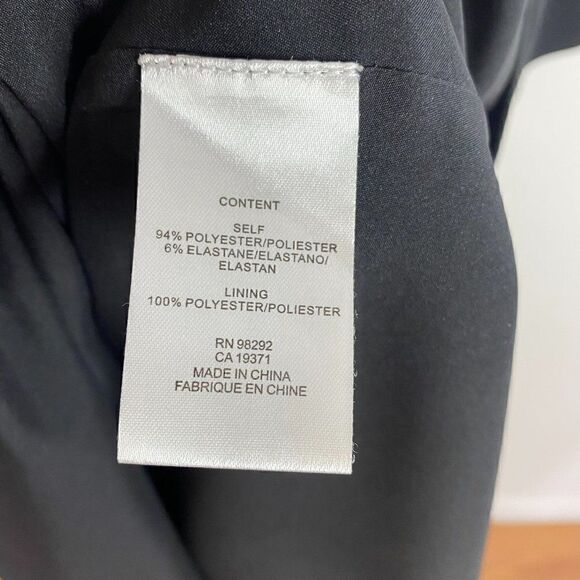 CONTENT
SELF
94% POLYESTER/POLIESTER
6% ELASTANE/ELASTANO/
ELASTAN
LINING
100% POLYESTER/POLIESTER
RN 98292
CA 19371
MADE IN CHINA
FABRIQUE EN CHINE